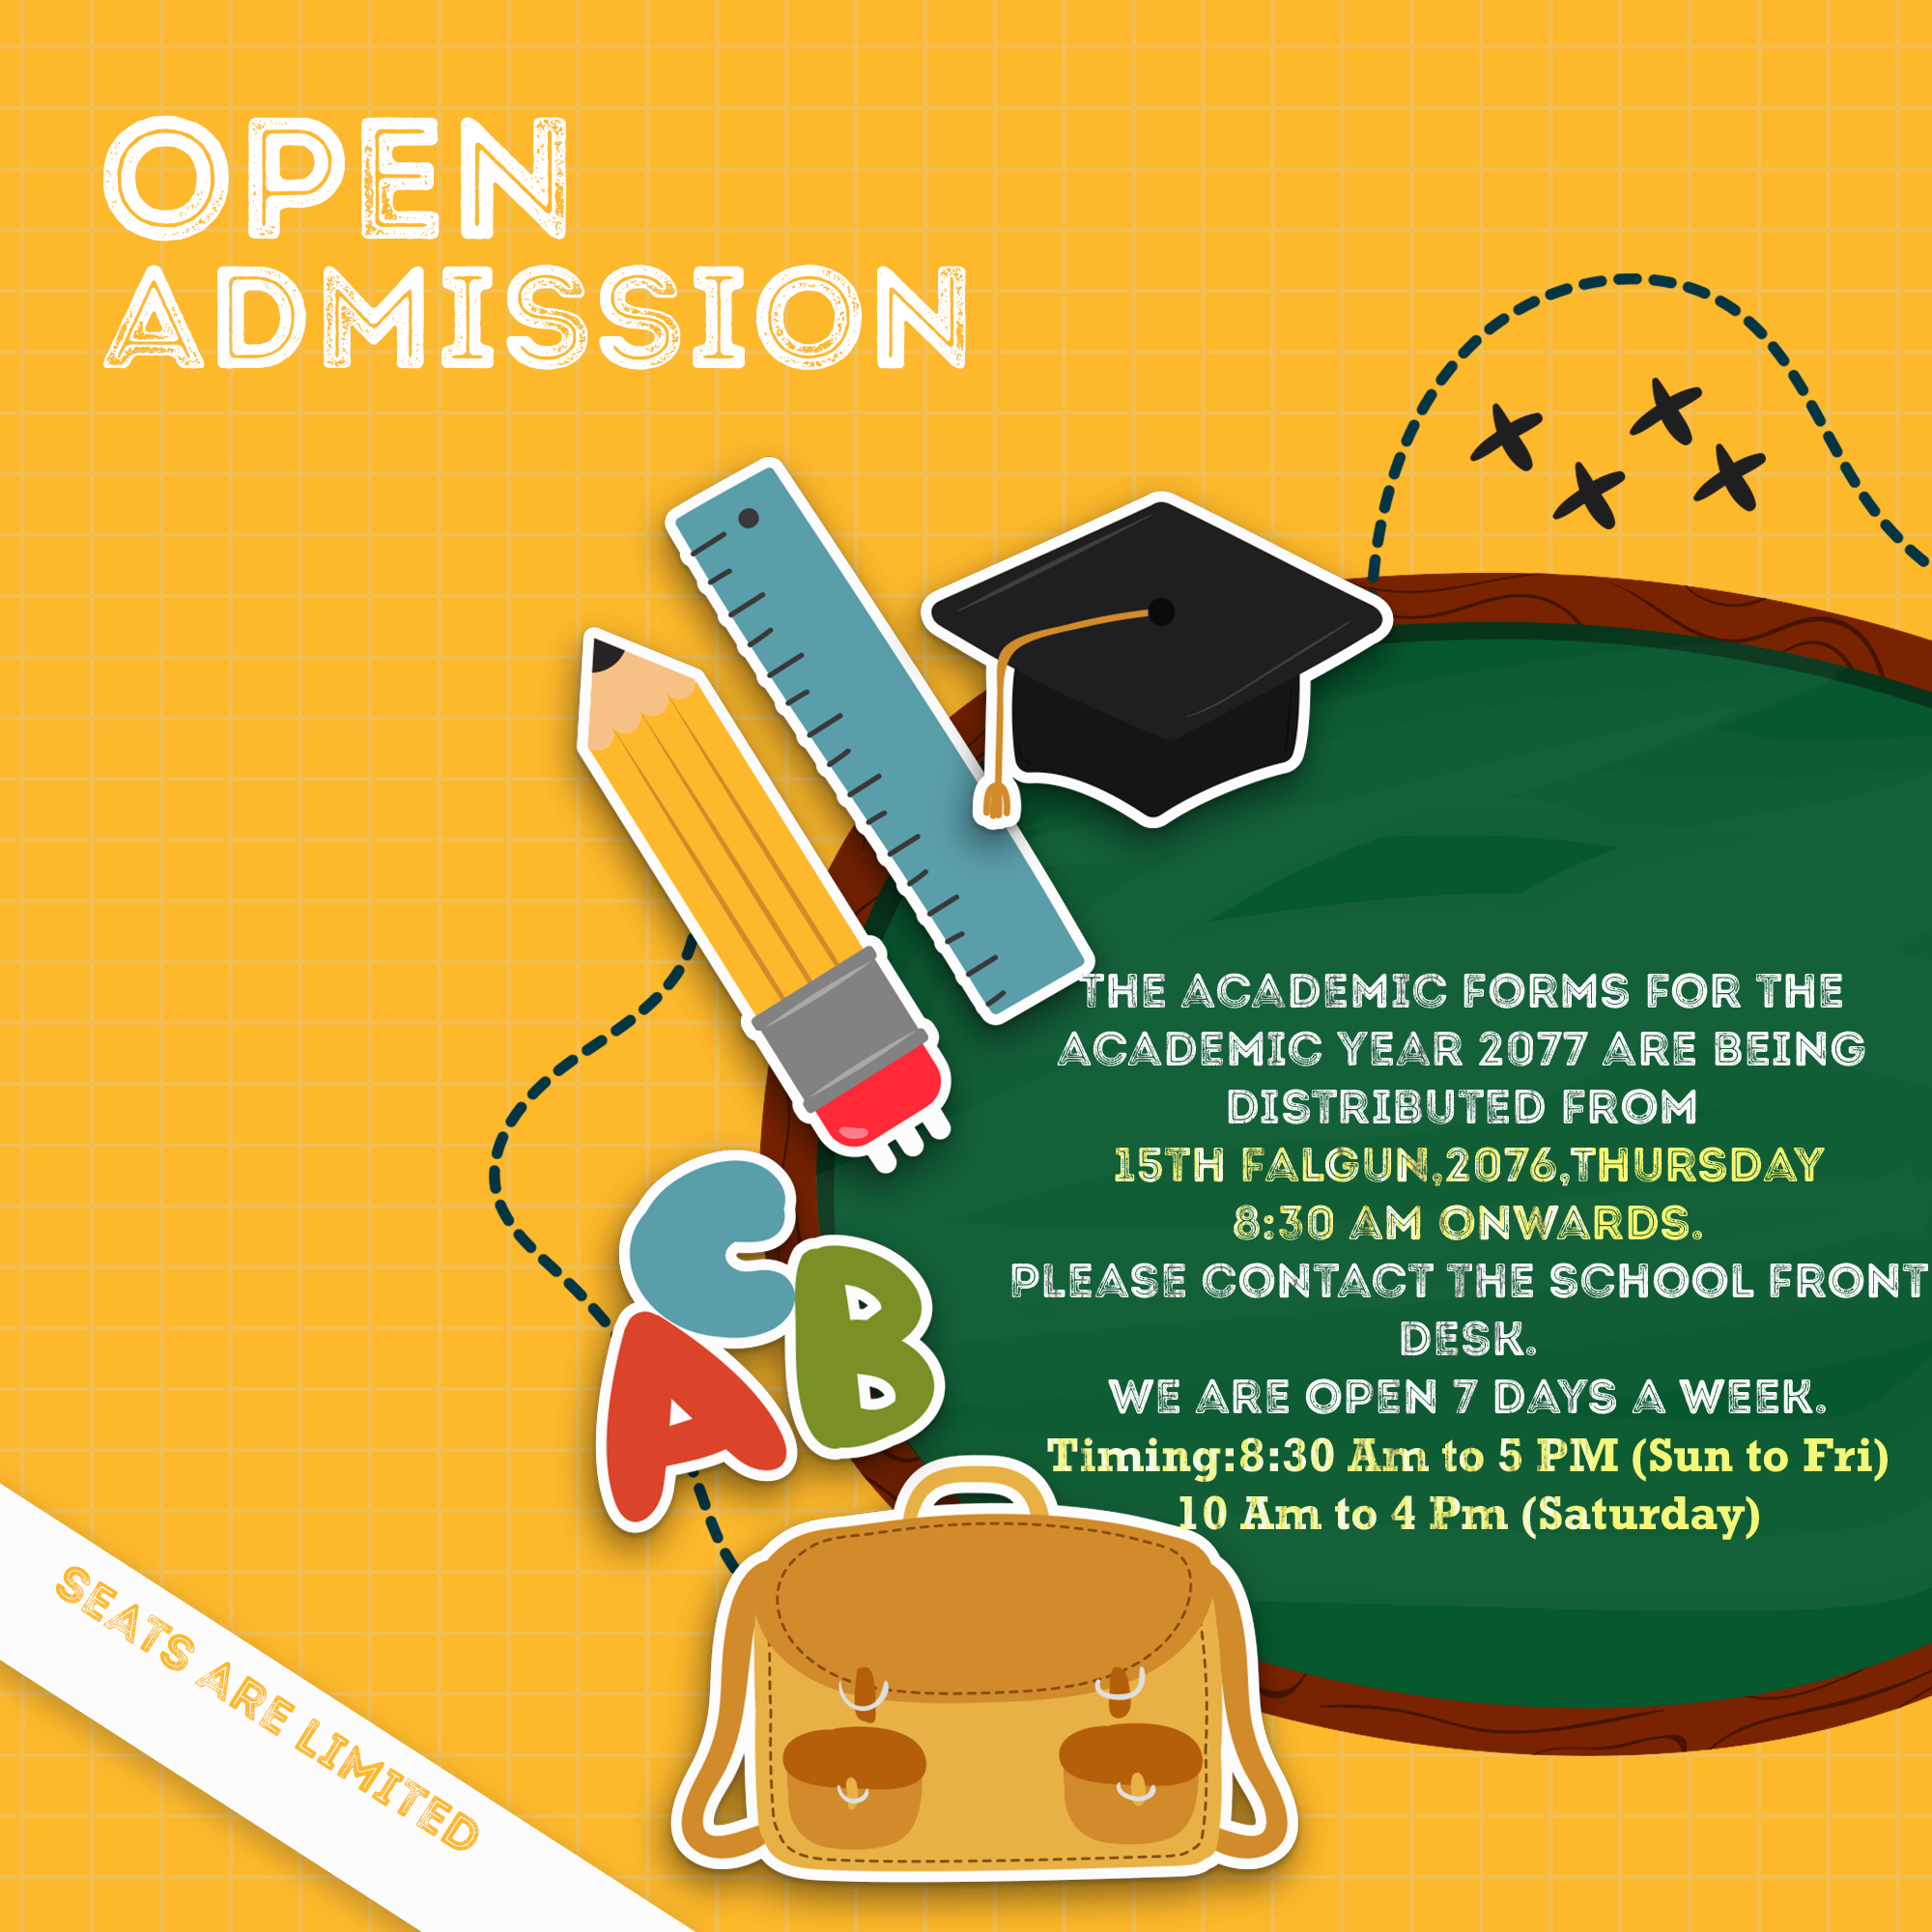 OPEN
ADMISSION
THE ACADEMIC FORMS FOR THE
ACADEMIC YEAR 2077 ARE BEING
DISTRIBUTED FROM
15TH FALGUN,2076,THURSDAY
8:30 AM ONWARDS.
PLEASE CONTACT THE SCHOOL FRONT
DESK.
WE ARE OPEN 7 DAYS A WEEK.
Timing:8:30 Am to 5 PM (Sun to Fri)
10 Am to 4 Pm (Saturday)
C
A B
SEATS ARE LIMITED